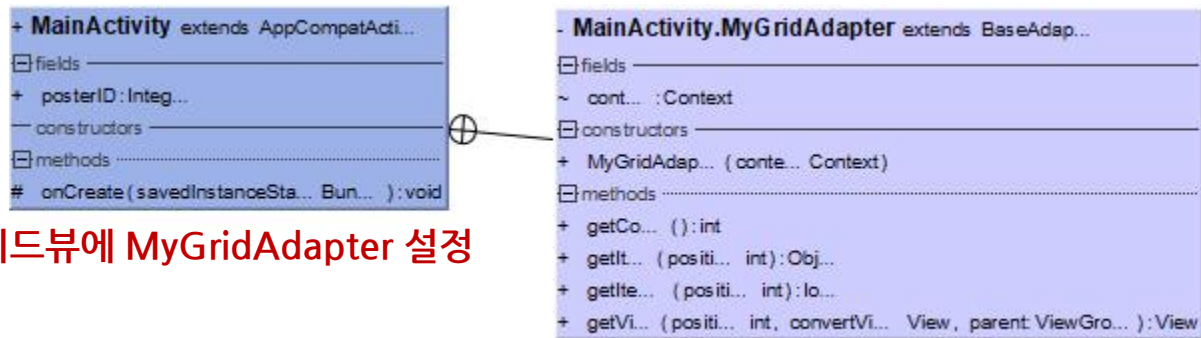 + MainActivity extends AppCompatActi...
fields
+ posterID:Integ...
constructors
methods
# onCreate(savedInstanceSta... Bun... ):void
드뷰에 MyGridAdapter 설정
- MainActivity.MyGridAdapter extends BaseAdap...
fields
~ cont... :Context
constructors
+ MyGridAdap... (conte... Context)
methods
+ getCo... ():int
+ getIt... (positi... int):Obj...
+ getIte... (positi... int):lo...
+ getVi... (positi... int, convertVi... View, parent:ViewGro... ):View